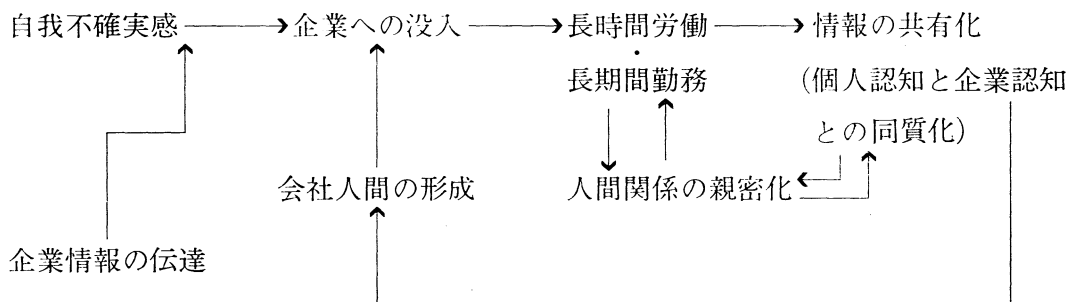 自我不確実感 企業への没入 長時間労働 情報の共有化
・
長期間勤務 (個人認知と企業認知
との同質化)
会社人間の形成 人間関係の親密化
企業情報の伝達